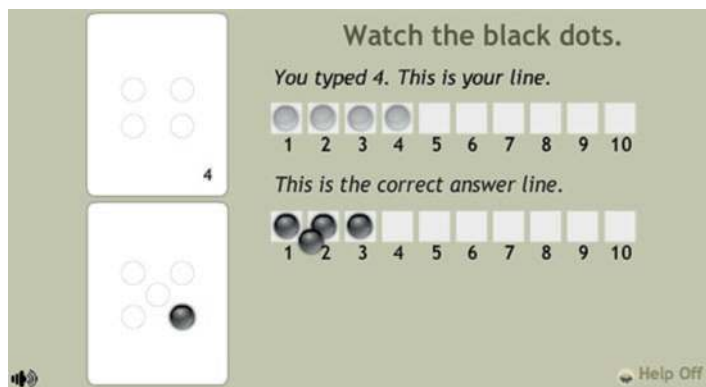 Watch the black dots.
You typed 4. This is your line.
1 2 3 4 5 6 7 8 9 10
4
This is the correct answer line.
1 2 3 4 5 6 7 8 9 10
Help Off